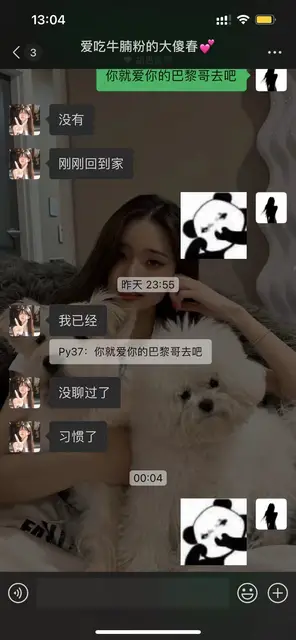 13:04
3
爱吃牛腩粉的大傻春💕
你就爱你的巴黎哥去吧
没有
刚刚回到家
昨天 23:55
我已经
Py37：你就爱你的巴黎哥去吧
没聊过了
习惯了
00:04